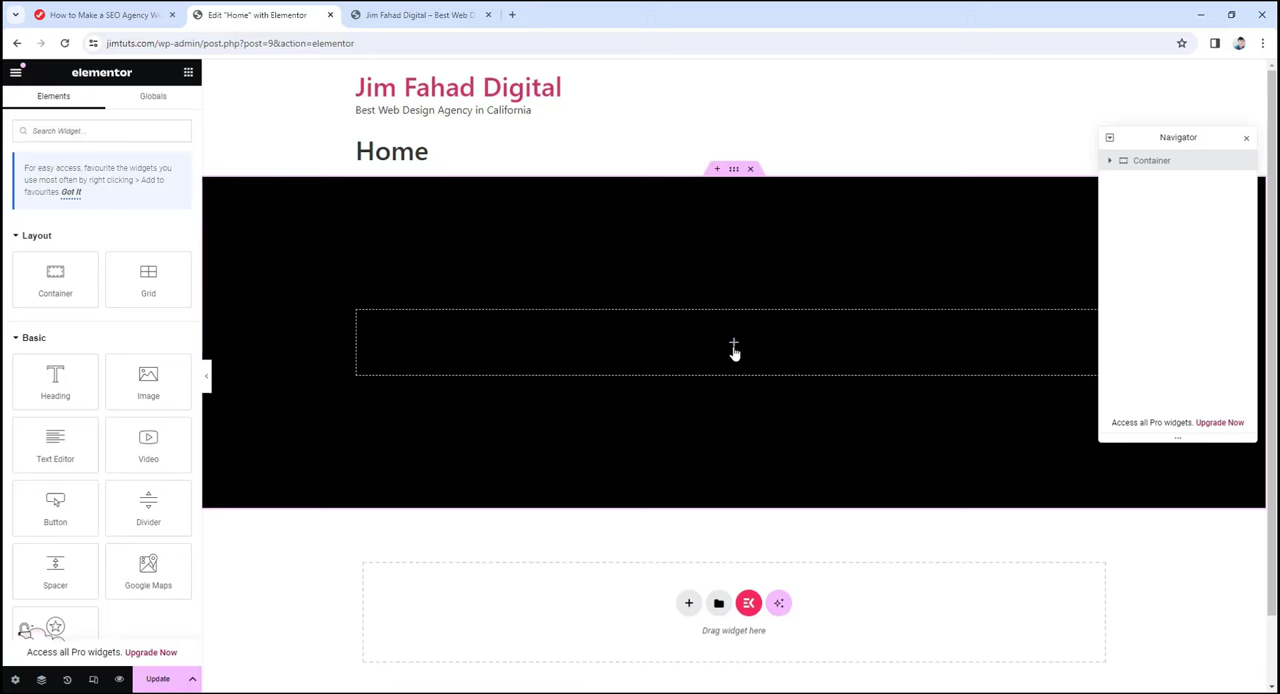 How to Make a SEO Agency We
Edit "Home" with Elementor
Jim Fahad Digital – Best Web D
jimtuts.com/wp-admin/post.php?post=9&action=elementor
elementor
Elements
Globals
Search Widget...
For easy access, favourite the widgets you
use most often by right clicking > Add to
favourites. Got It
Layout
Container
Grid
Basic
Heading
Image
Text Editor
Video
Button
Divider
Spacer
Google Maps
Access all Pro widgets. Upgrade Now
Update
Jim Fahad Digital
Best Web Design Agency in California
Home
Drag widget here
Navigator
Container
Access all Pro widgets. Upgrade Now